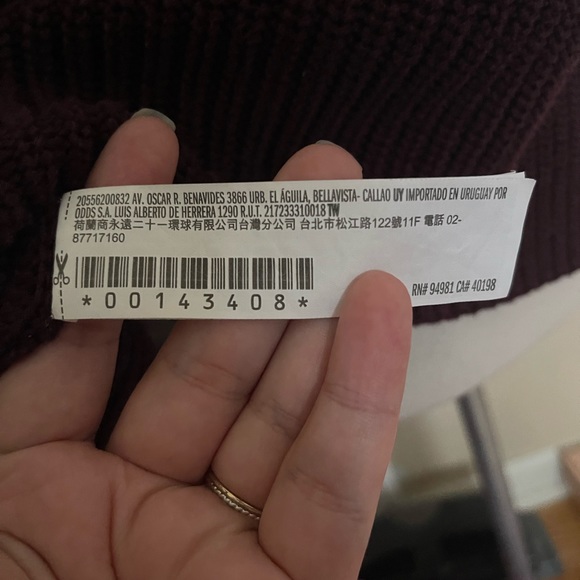 20556200832 AV. OSCAR R. BENAVIDES 3866 URB. EL ÁGUILA, BELLAVISTA- CALLAO UY IMPORTADO EN URUGUAY POR
ODDS S.A. LUIS ALBERTO DE HERRERA 1290 R.U.T. 217233310018 TW
荷蘭商永遠二十一環球有限公司台灣分公司 台北市松江路122號11F 電話 02-
87717160
RN# 94981 CA# 40198
*00143408*